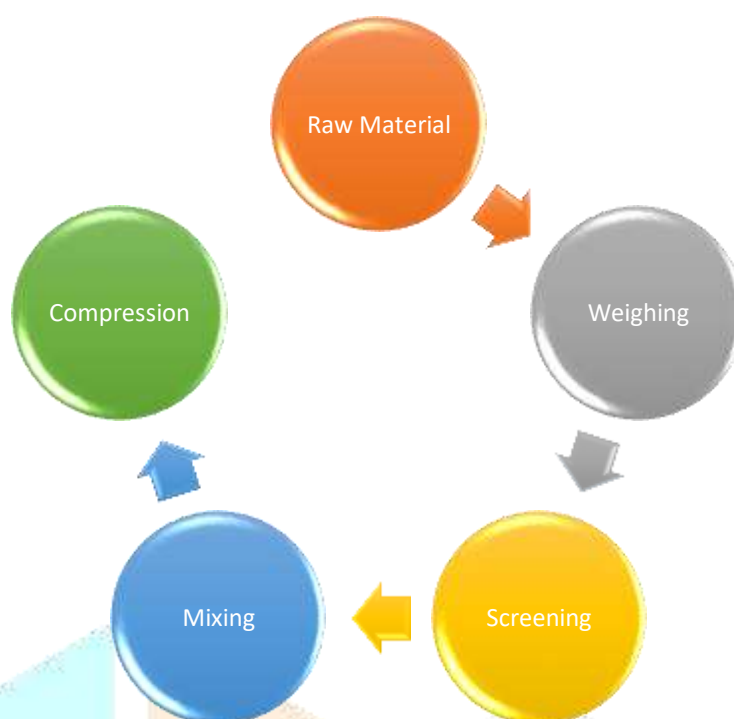 Raw Material
Weighing
Screening
Mixing
Compression